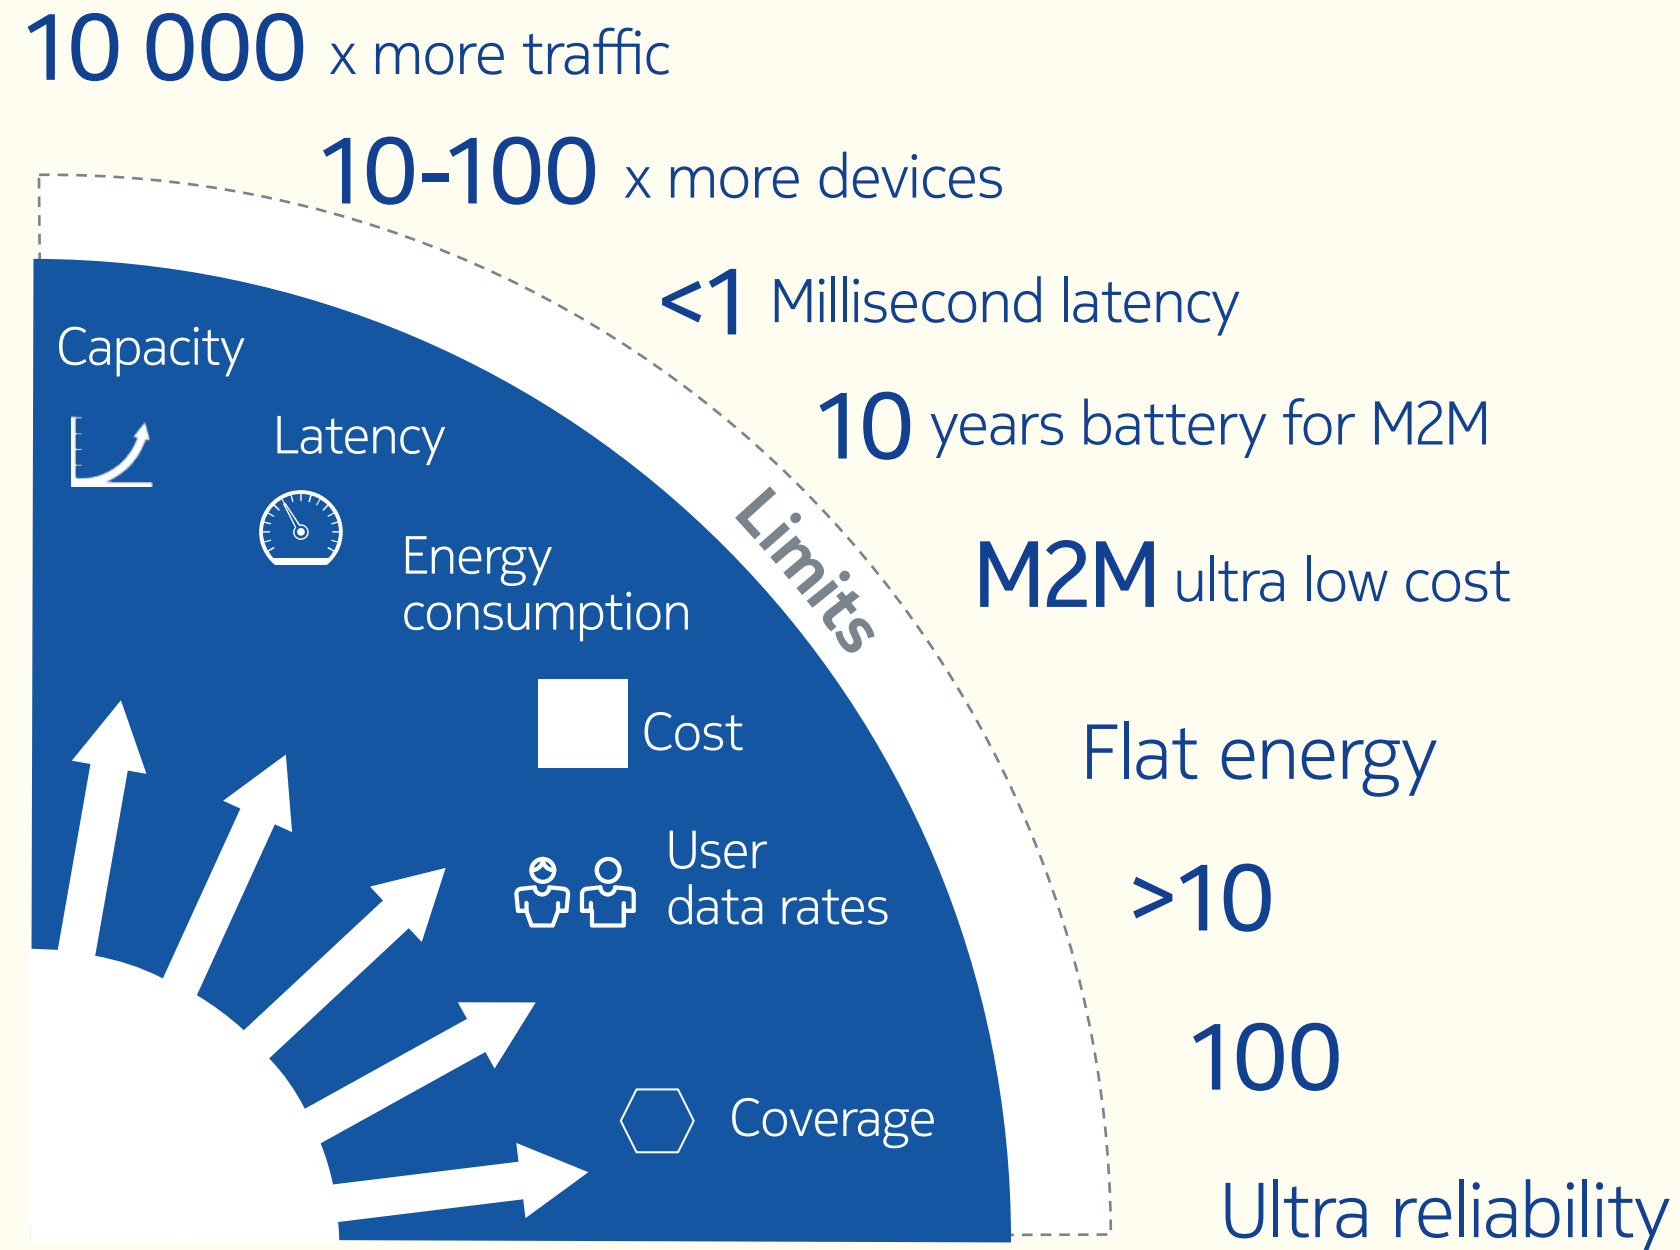 10 000 x more traffic
10-100 x more devices
<1 Millisecond latency
10 years battery for M2M
M2M ultra low cost
Flat energy
>10
100
Ultra reliability
Limits
Capacity
Latency
Energy
consumption
Cost
User
data rates
Coverage